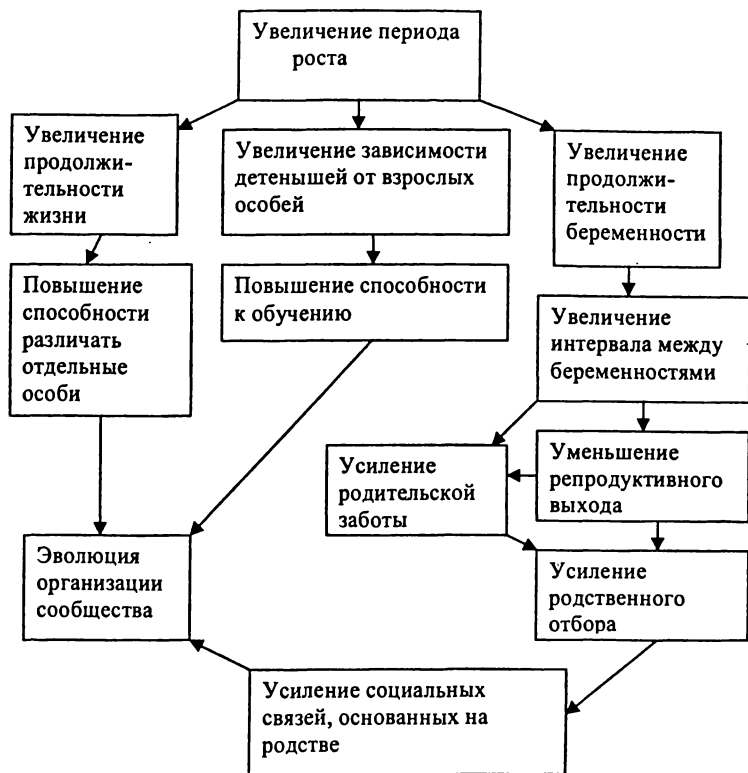 Увеличение периода
роста
Увеличение
продолжи-
тельности
жизни
Увеличение зависимости
детенышей от взрослых
особей
Увеличение
продолжи-
тельности
беременности
Повышение
способности
различать
отдельные
особи
Повышение способности
к обучению
Увеличение
интервала между
беременностями
Усиление
родительской
заботы
Уменьшение
репродуктивного
выхода
Эволюция
организации
сообщества
Усиление
родственного
отбора
Усиление социальных
связей, основанных на
родстве